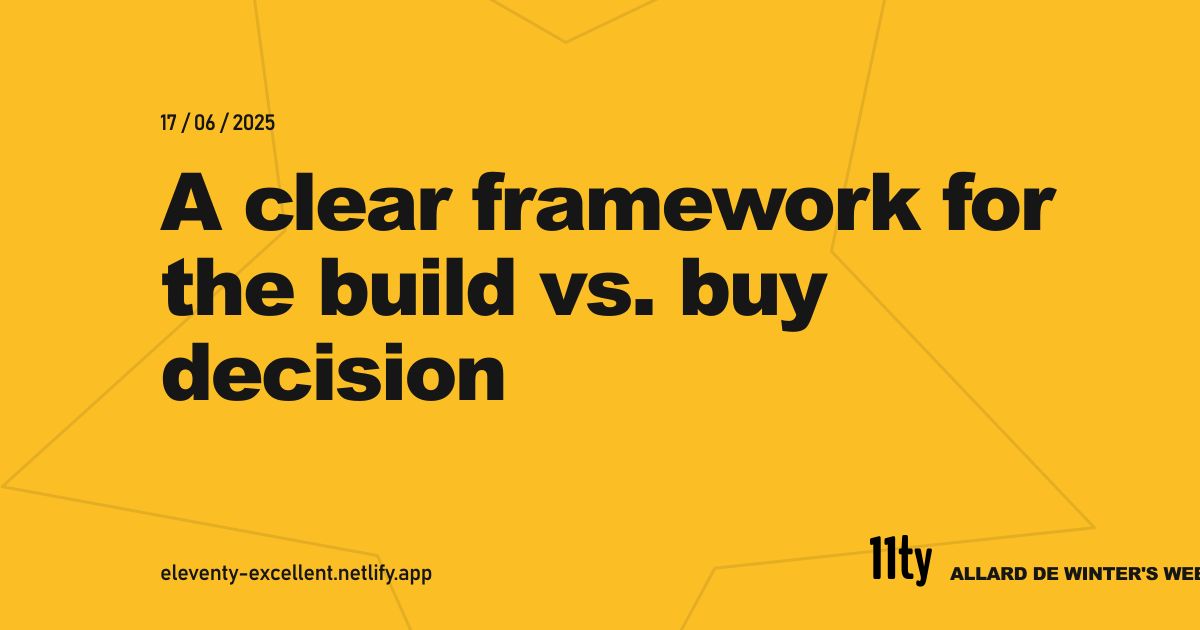 17 / 06 / 2025
A clear framework for
the build vs. buy
decision
eleventy-excellent.netlify.app
11ty
ALLARD DE WINTER'S